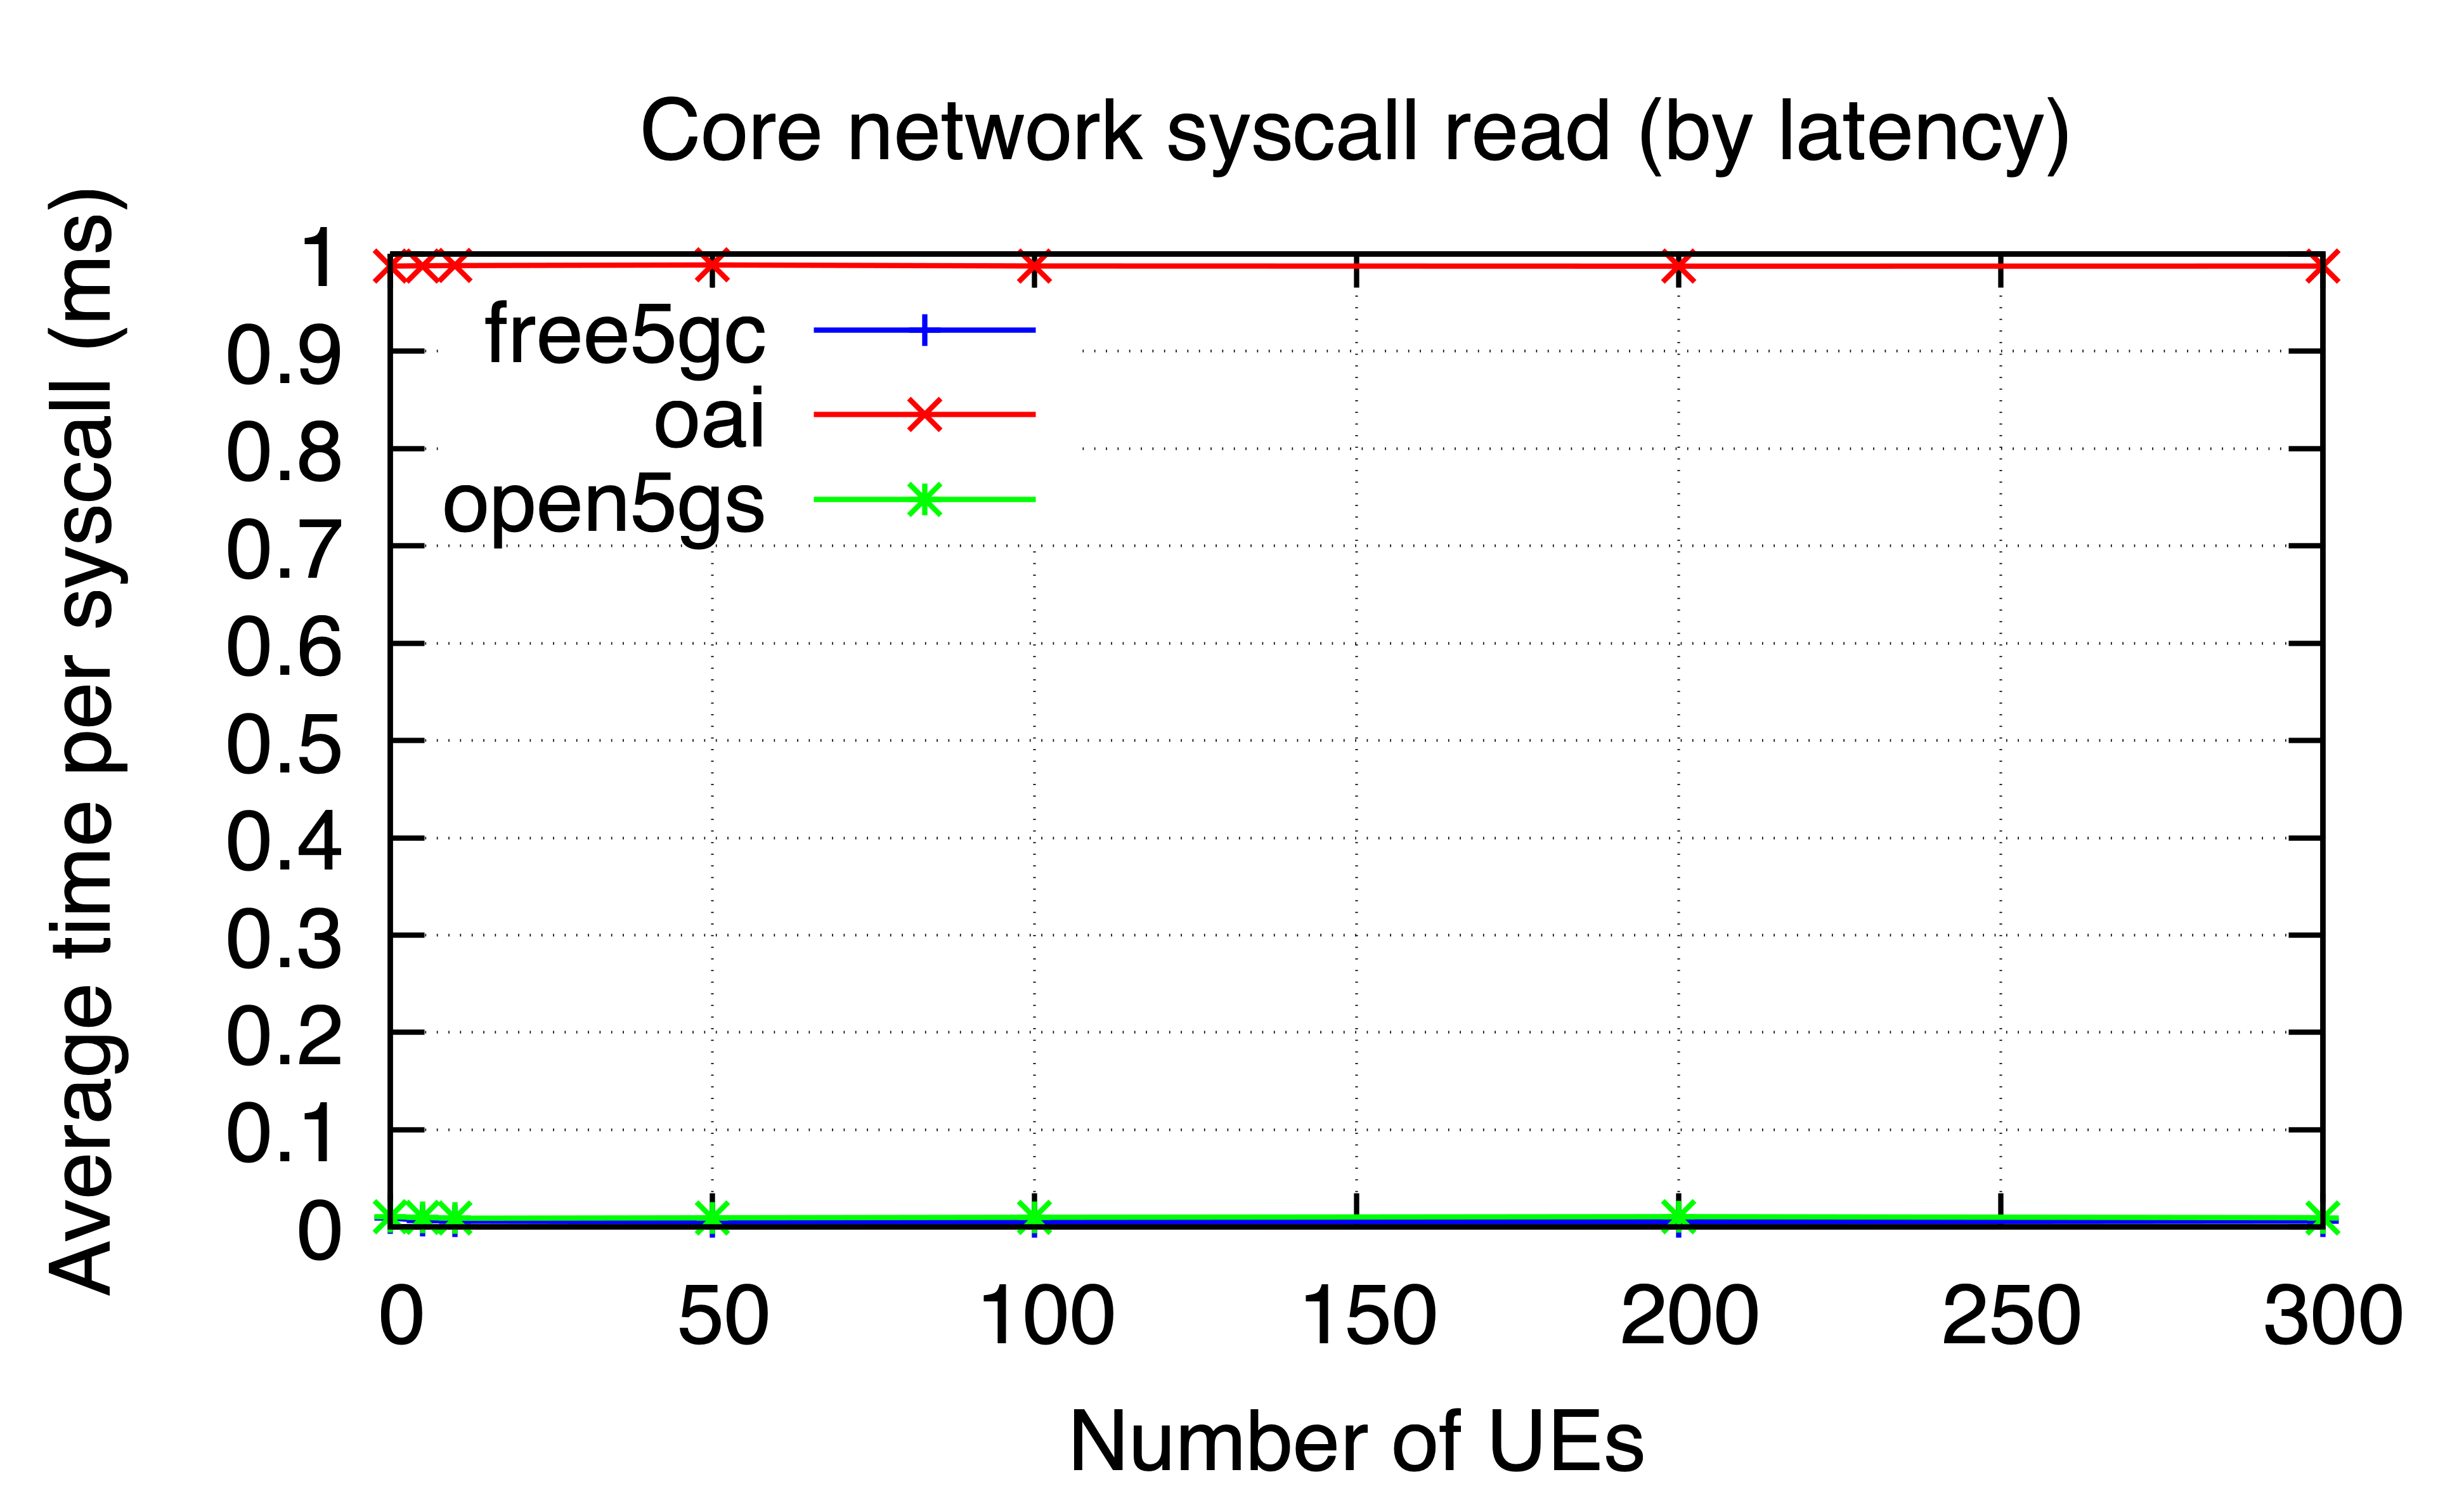 Core network syscall read (by latency)
Average time per syscall (ms)
1
0.9
0.8
0.7
0.6
0.5
0.4
0.3
0.2
0.1
0
free5gc
oai
open5gs
0 50 100 150 200 250 300
Number of UEs